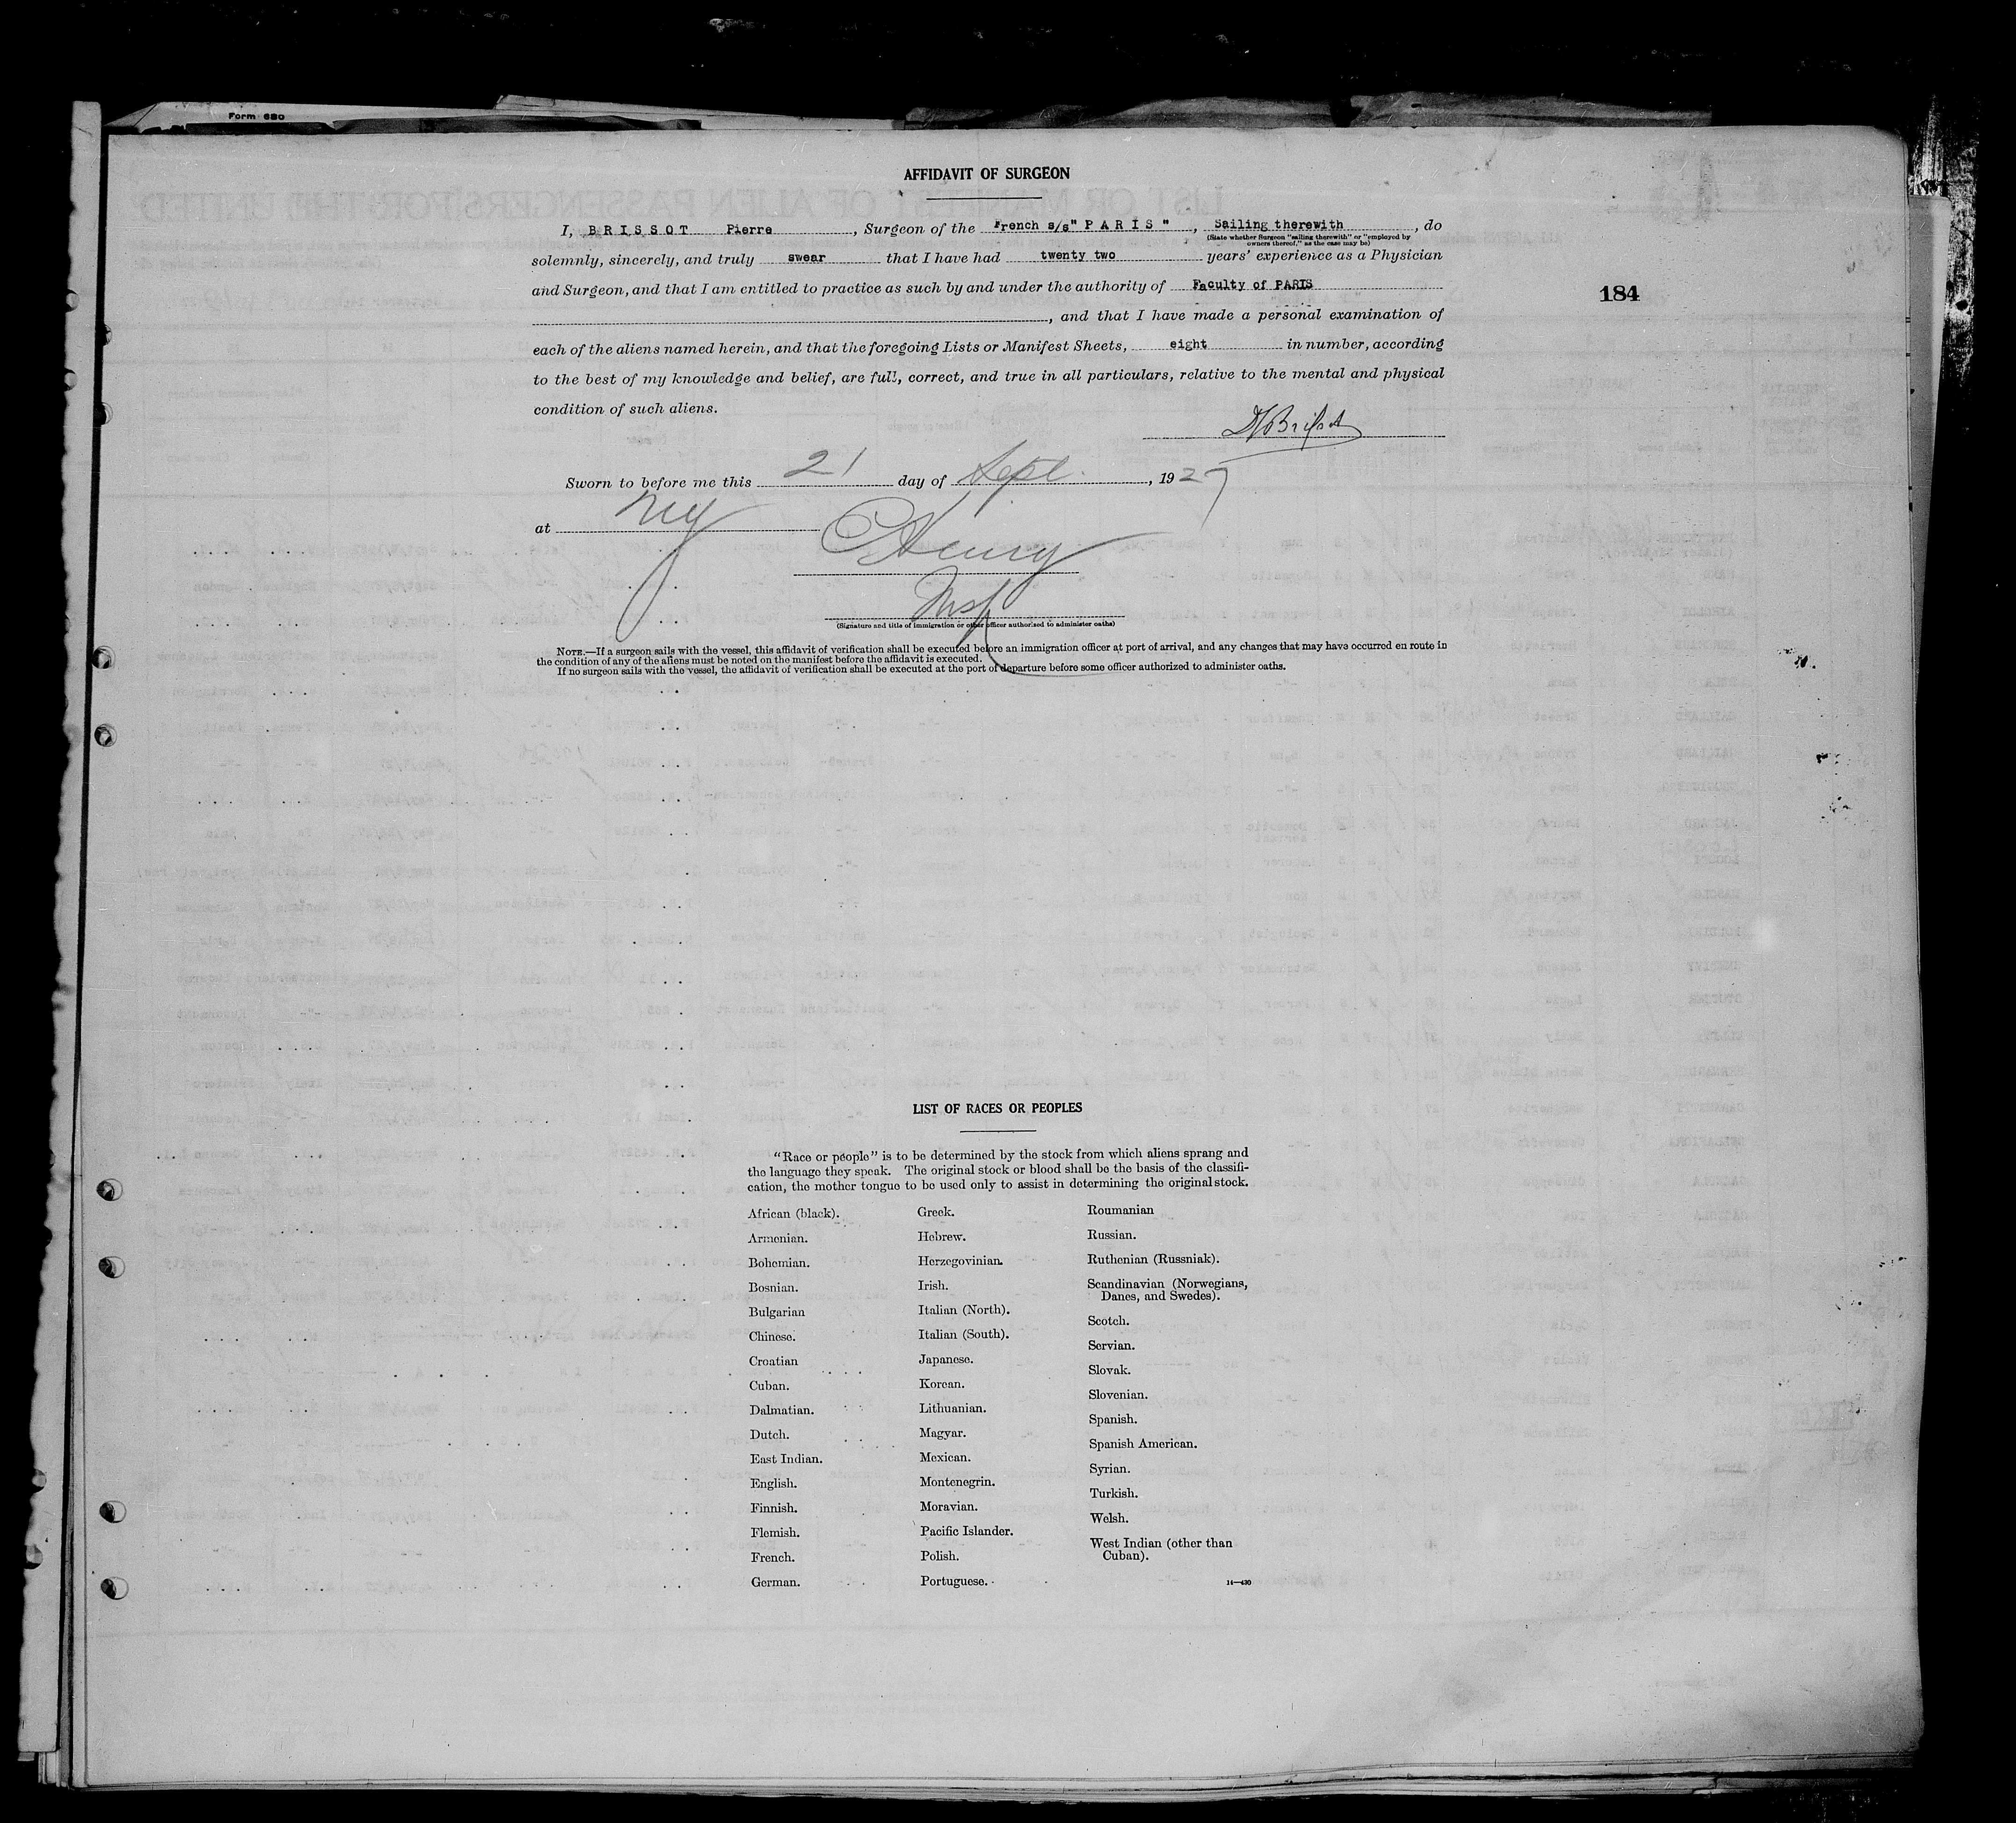 Form 680
AFFIDAVIT OF SURGEON
I, BRISSOT Pierre, Surgeon of the French s/s "PARIS", Sailing therewith, do
(State whether Surgeon "sailing therewith" or "employed by
owners thereof," as the case may be)
solemnly, sincerely, and truly swear that I have had twenty two years' experience as a Physician
and Surgeon, and that I am entitled to practice as such by and under the authority of Faculty of PARIS
184
, and that I have made a personal examination of
each of the aliens named herein, and that the foregoing Lists or Manifest Sheets, eight in number, according
to the best of my knowledge and belief, are full, correct, and true in all particulars, relative to the mental and physical
condition of such aliens.
Sworn to before me this 21 day of Sept., 1927
at NY
CHenry
Insp
(Signature and title of immigration or other officer authorized to administer oaths)
NOTE.—If a surgeon sails with the vessel, this affidavit of verification shall be executed before an immigration officer at port of arrival, and any changes that may have occurred en route in
the condition of any of the aliens must be noted on the manifest before the affidavit is executed.
If no surgeon sails with the vessel, the affidavit of verification shall be executed at the port of departure before some officer authorized to administer oaths.
LIST OF RACES OR PEOPLES
"Race or people" is to be determined by the stock from which aliens sprang and
the language they speak. The original stock or blood shall be the basis of the classifi-
cation, the mother tongue to be used only to assist in determining the original stock.
African (black).
Armenian.
Bohemian.
Bosnian.
Bulgarian
Chinese.
Croatian
Cuban.
Dalmatian.
Dutch.
East Indian.
English.
Finnish.
Flemish.
French.
German.
Greek.
Hebrew.
Herzegovinian.
Irish.
Italian (North).
Italian (South).
Japanese.
Korean.
Lithuanian.
Magyar.
Mexican.
Montenegrin.
Moravian.
Pacific Islander.
Polish.
Portuguese.
Roumanian
Russian.
Ruthenian (Russniak).
Scandinavian (Norwegians,
Danes, and Swedes).
Scotch.
Servian.
Slovak.
Slovenian.
Spanish.
Spanish American.
Syrian.
Turkish.
Welsh.
West Indian (other than
Cuban).
14—430